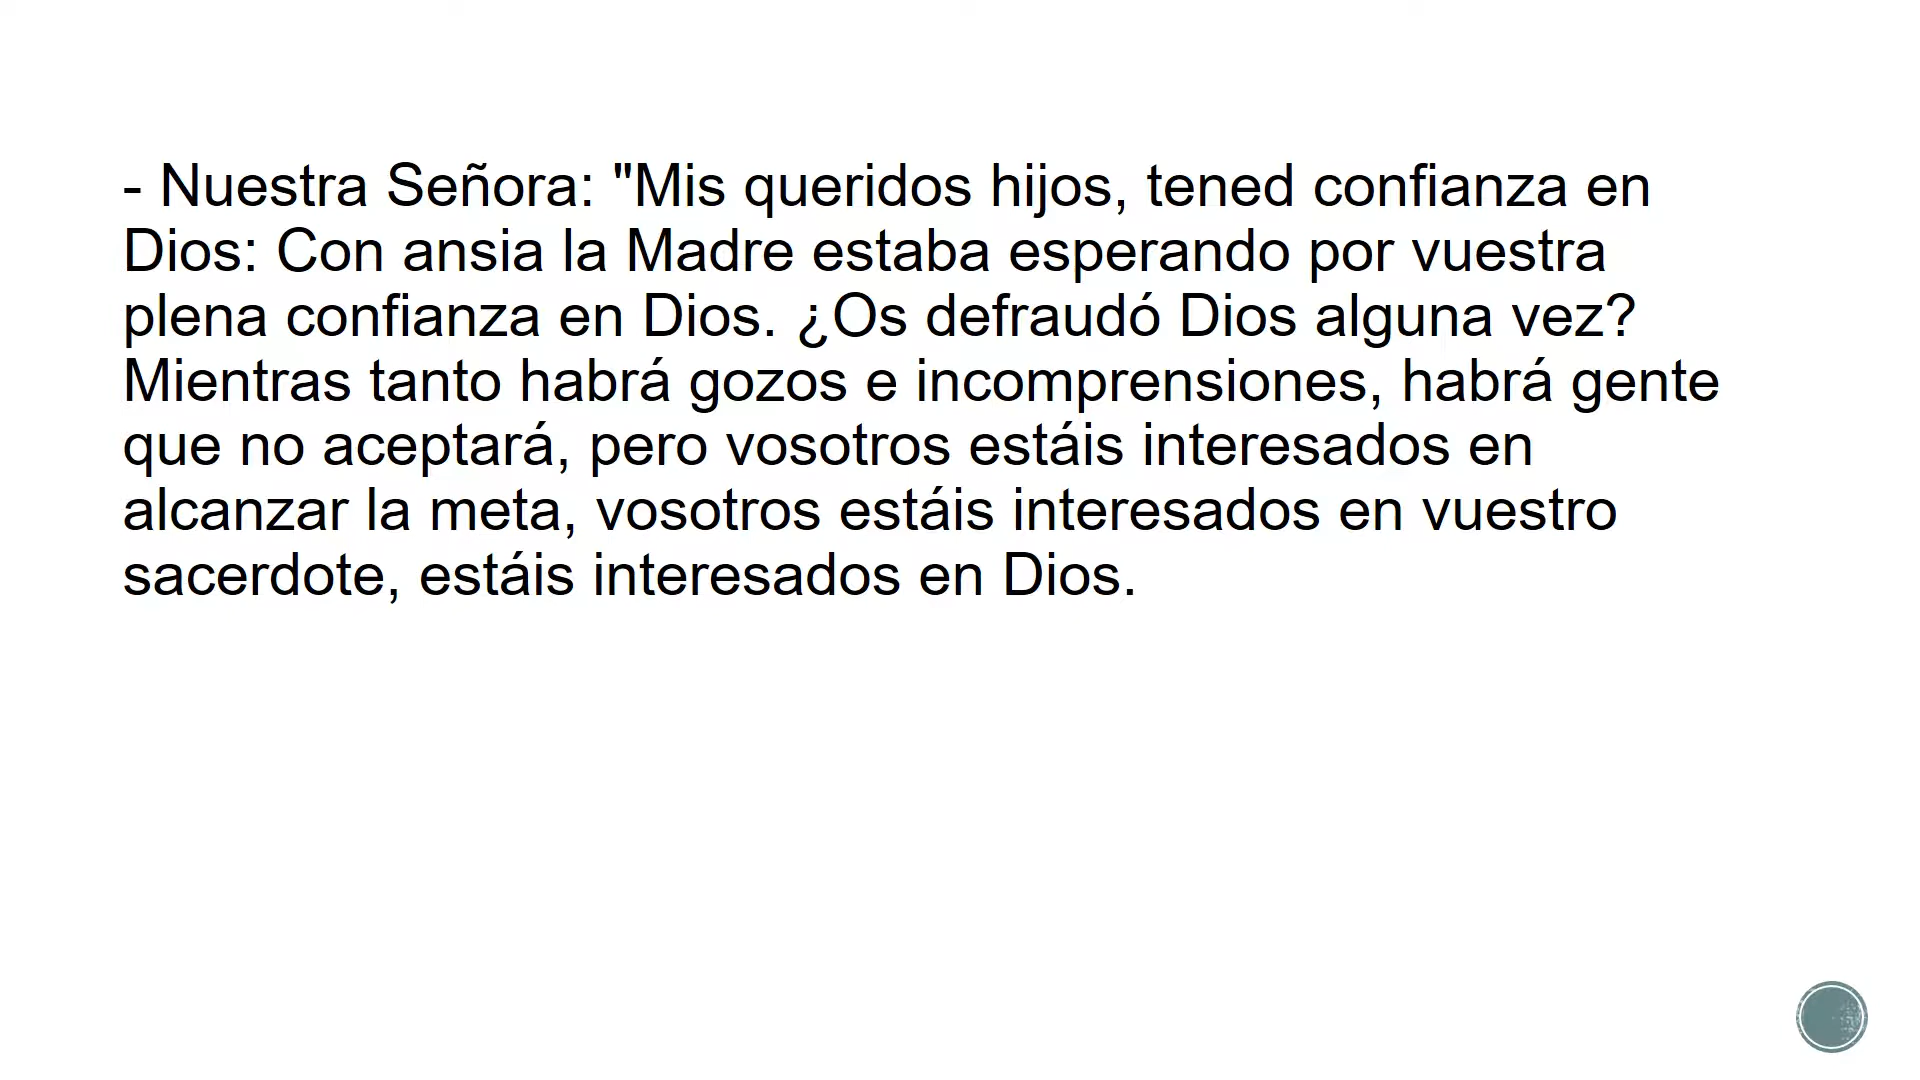 - Nuestra Señora: "Mis queridos hijos, tened confianza en
Dios: Con ansia la Madre estaba esperando por vuestra
plena confianza en Dios. ¿Os defraudó Dios alguna vez?
Mientras tanto habrá gozos e incomprensiones, habrá gente
que no aceptará, pero vosotros estáis interesados en
alcanzar la meta, vosotros estáis interesados en vuestro
sacerdote, estáis interesados en Dios.